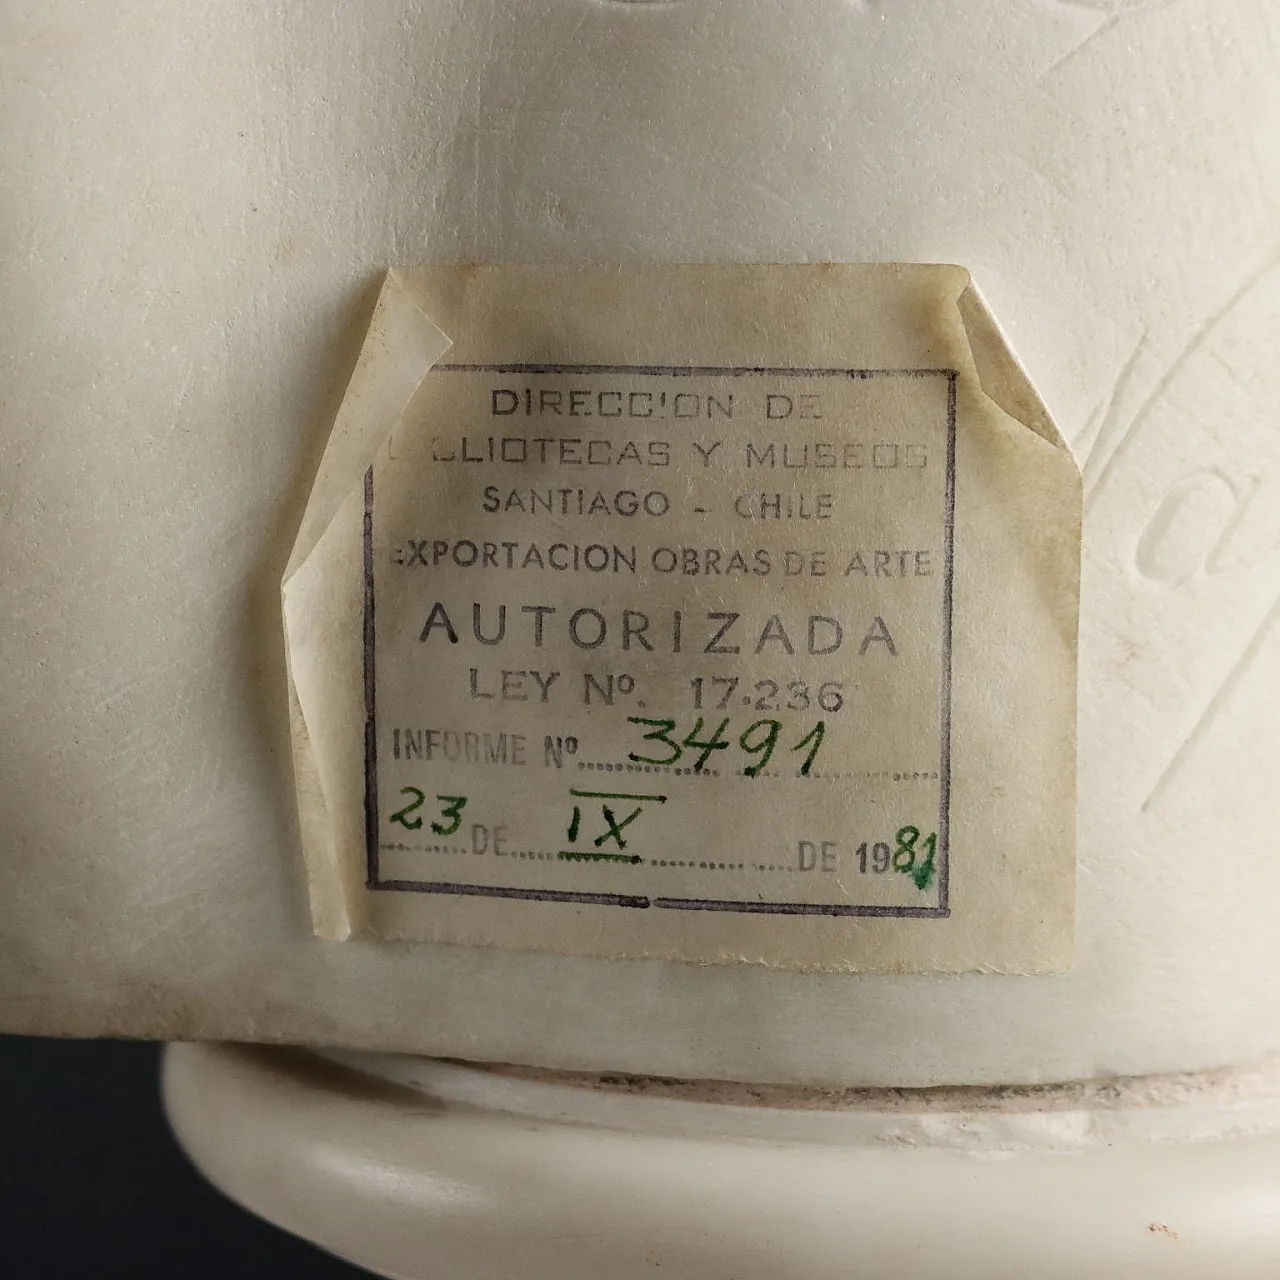 DIRECCION DE
BLIOTECAS Y MUSEOS
SANTIAGO - CHILE
EXPORTACION OBRAS DE ARTE
AUTORIZADA
LEY Nº. 17.236
INFORME Nº 3491
23 DE IX DE 1981